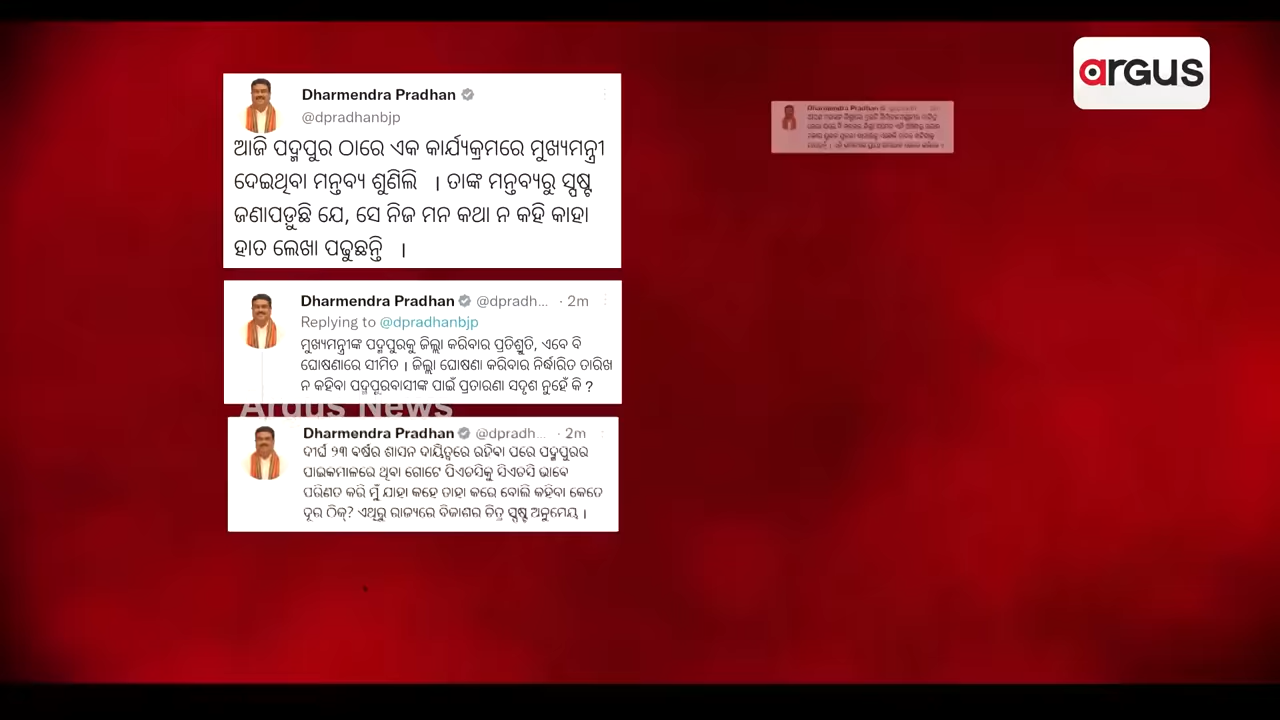 argus
Dharmendra Pradhan
@dpradhanbjp
ଆଜି ପଦ୍ମପୁର ଠାରେ ଏକ କାର୍ଯ୍ୟକ୍ରମରେ ମୁଖ୍ୟମନ୍ତ୍ରୀ
ଦେଇଥିବା ମନ୍ତବ୍ୟ ଶୁଣିଲି । ତାଙ୍କ ମନ୍ତବ୍ୟରୁ ସ୍ପଷ୍ଟ
ଜଣାପଡୁଛି ଯେ, ସେ ନିଜ ମନ କଥା ନ କହି କାହା
ହାତ ଲେଖା ପଢୁଛନ୍ତି ।
Dharmendra Pradhan @dpradh... · 2m
Replying to @dpradhanbjp
ମୁଖ୍ୟମନ୍ତ୍ରୀଙ୍କ ପଦ୍ମପୁରକୁ ଜିଲ୍ଲା କରିବାର ପ୍ରତିଶ୍ରୁତି, ଏବେ ବି
ଘୋଷଣାରେ ସୀମିତ । ଜିଲ୍ଲା ଘୋଷଣା କରିବାର ନିର୍ଦ୍ଧାରିତ ତାରିଖ
ନ କହିବା ପଦ୍ମପୁରବାସୀଙ୍କ ପାଇଁ ପ୍ରତାରଣା ସଦୃଶ ନୁହେଁ କି ?
Argus News
Dharmendra Pradhan @dpradh... · 2m
ଦୀର୍ଘ ୨୩ ବର୍ଷର ଶାସନ ଦାୟିତ୍ୱରେ ରହିବା ପରେ ପଦ୍ମପୁରର
ପାଇକମାଳରେ ଥିବା ଗୋଟେ ପିଏଚସିକୁ ସିଏଚସି ଭାବେ
ପରିଣତ କରି ମୁଁ ଯାହା କହେ ତାହା କରେ ବୋଲି କହିବା କେତେ
ଦୂର ଠିକ୍? ଏଥିରୁ ରାଜ୍ୟରେ ବିକାଶର ଚିତ୍ର ସ୍ପଷ୍ଟ ଅନୁମେୟ ।
Dharmendra Pradhan